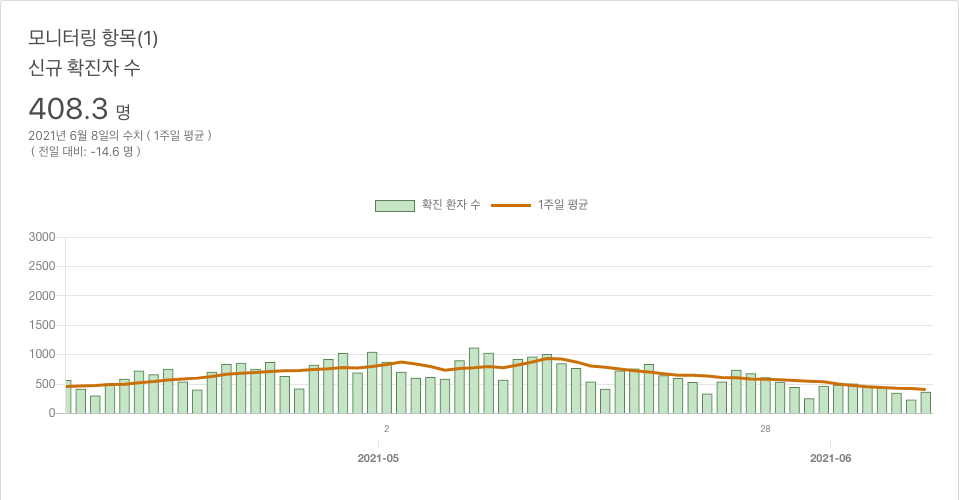 모니터링 항목(1)
신규 확진자 수
408.3 명
2021년 6월 8일의 수치 ( 1주일 평균 )
( 전일 대비: -14.6 명 )
확진 환자 수 1주일 평균
3000
2500
2000
1500
1000
500
0
2 28
2021-05 2021-06